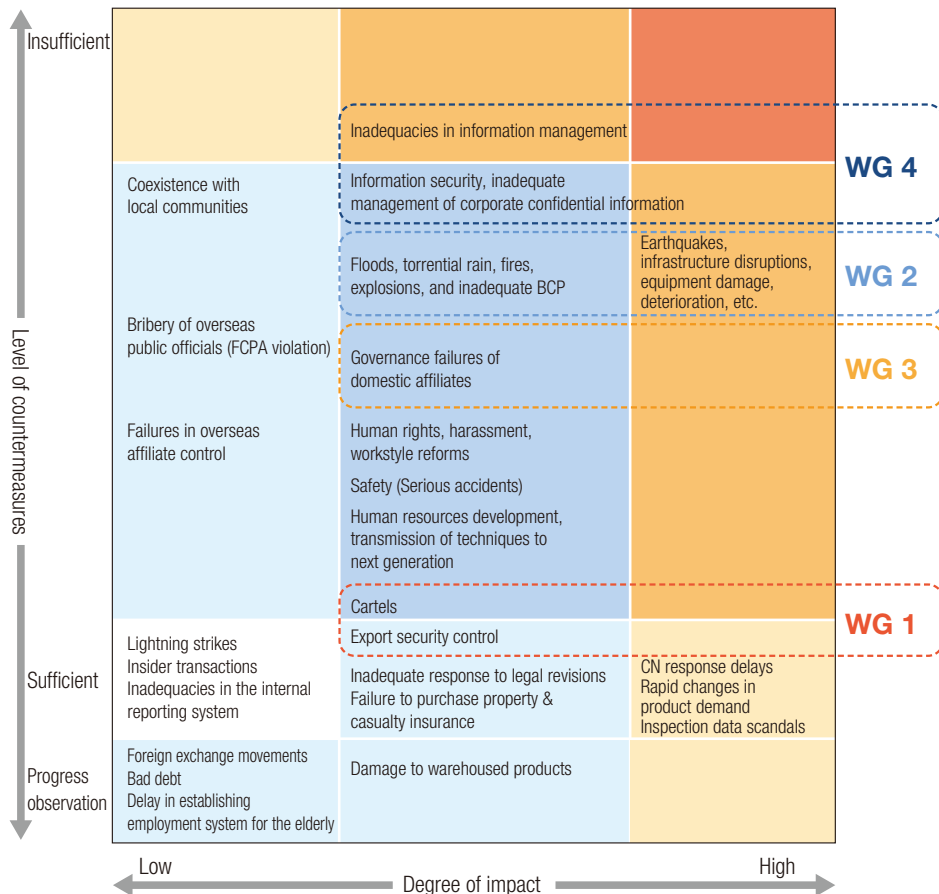 Insufficient
Inadequacies in information management
WG 4
Coexistence with
local communities
Information security, inadequate
management of corporate confidential information
Floods, torrential rain, fires,
explosions, and inadequate BCP
Earthquakes,
infrastructure disruptions,
equipment damage,
deterioration, etc.
WG 2
Bribery of overseas
public officials (FCPA violation)
Governance failures of
domestic affiliates
WG 3
Level of countermeasures
Failures in overseas
affiliate control
Human rights, harassment,
workstyle reforms
Safety (Serious accidents)
Human resources development,
transmission of techniques to
next generation
Cartels
Export security control
WG 1
Sufficient
Lightning strikes
Insider transactions
Inadequacies in the internal
reporting system
Inadequate response to legal revisions
Failure to purchase property &
casualty insurance
CN response delays
Rapid changes in
product demand
Inspection data scandals
Progress
observation
Foreign exchange movements
Bad debt
Delay in establishing
employment system for the elderly
Damage to warehoused products
Low
Degree of impact
High